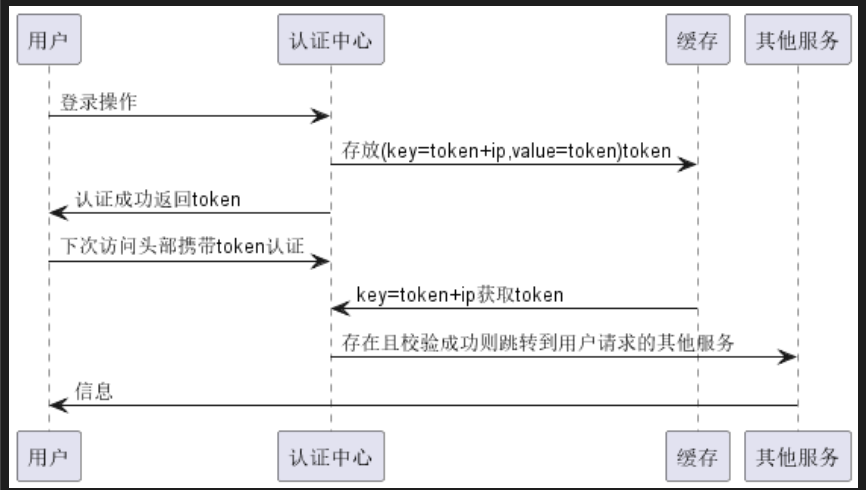 用户 认证中心 缓存 其他服务
登录操作
存放(key=token+ip,value=token)token
认证成功返回token
下次访问头部携带token认证
key=token+ip获取token
存在且校验成功则跳转到用户请求的其他服务
信息
用户 认证中心 缓存 其他服务